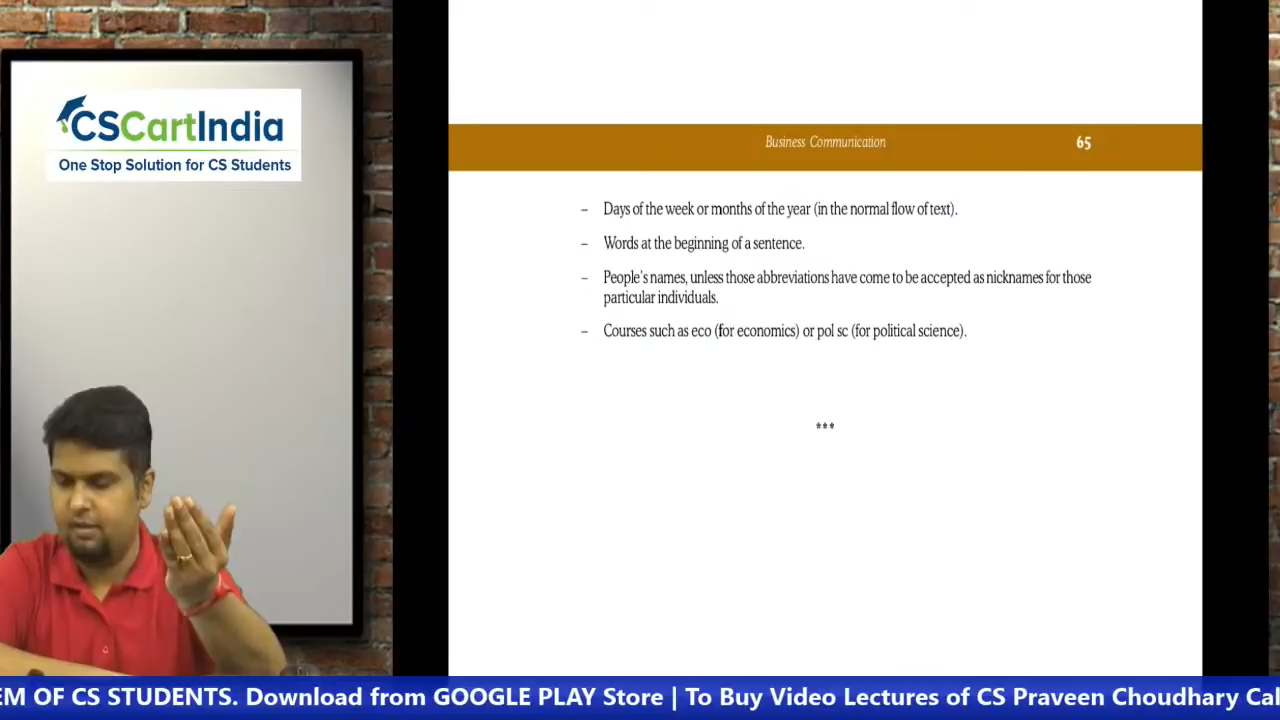 CSCartIndia
One Stop Solution for CS Students
Business Communication 65
– Days of the week or months of the year (in the normal flow of text).
– Words at the beginning of a sentence.
– People's names, unless those abbreviations have come to be accepted as nicknames for those
particular individuals.
– Courses such as eco (for economics) or pol sc (for political science).
***
EM OF CS STUDENTS. Download from GOOGLE PLAY Store | To Buy Video Lectures of CS Praveen Choudhary Cal